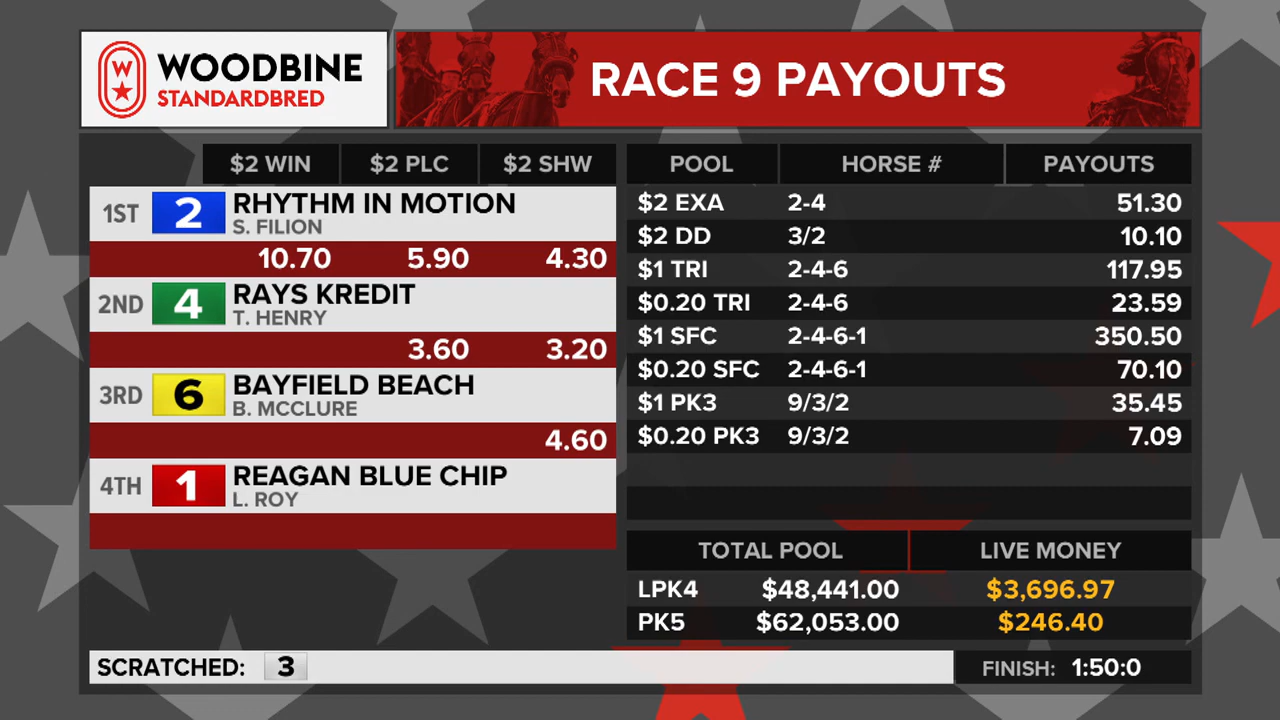 W
WOODBINE
STANDARDBRED
RACE 9 PAYOUTS
$2 WIN $2 PLC $2 SHW
1ST 2 RHYTHM IN MOTION
S. FILION
10.70 5.90 4.30
2ND 4 RAYS KREDIT
T. HENRY
3.60 3.20
3RD 6 BAYFIELD BEACH
B. MCCLURE
4.60
4TH 1 REAGAN BLUE CHIP
L. ROY
POOL HORSE # PAYOUTS
$2 EXA 2-4 51.30
$2 DD 3/2 10.10
$1 TRI 2-4-6 117.95
$0.20 TRI 2-4-6 23.59
$1 SFC 2-4-6-1 350.50
$0.20 SFC 2-4-6-1 70.10
$1 PK3 9/3/2 35.45
$0.20 PK3 9/3/2 7.09
TOTAL POOL LIVE MONEY
LPK4 $48,441.00 $3,696.97
PK5 $62,053.00 $246.40
SCRATCHED: 3
FINISH: 1:50:0